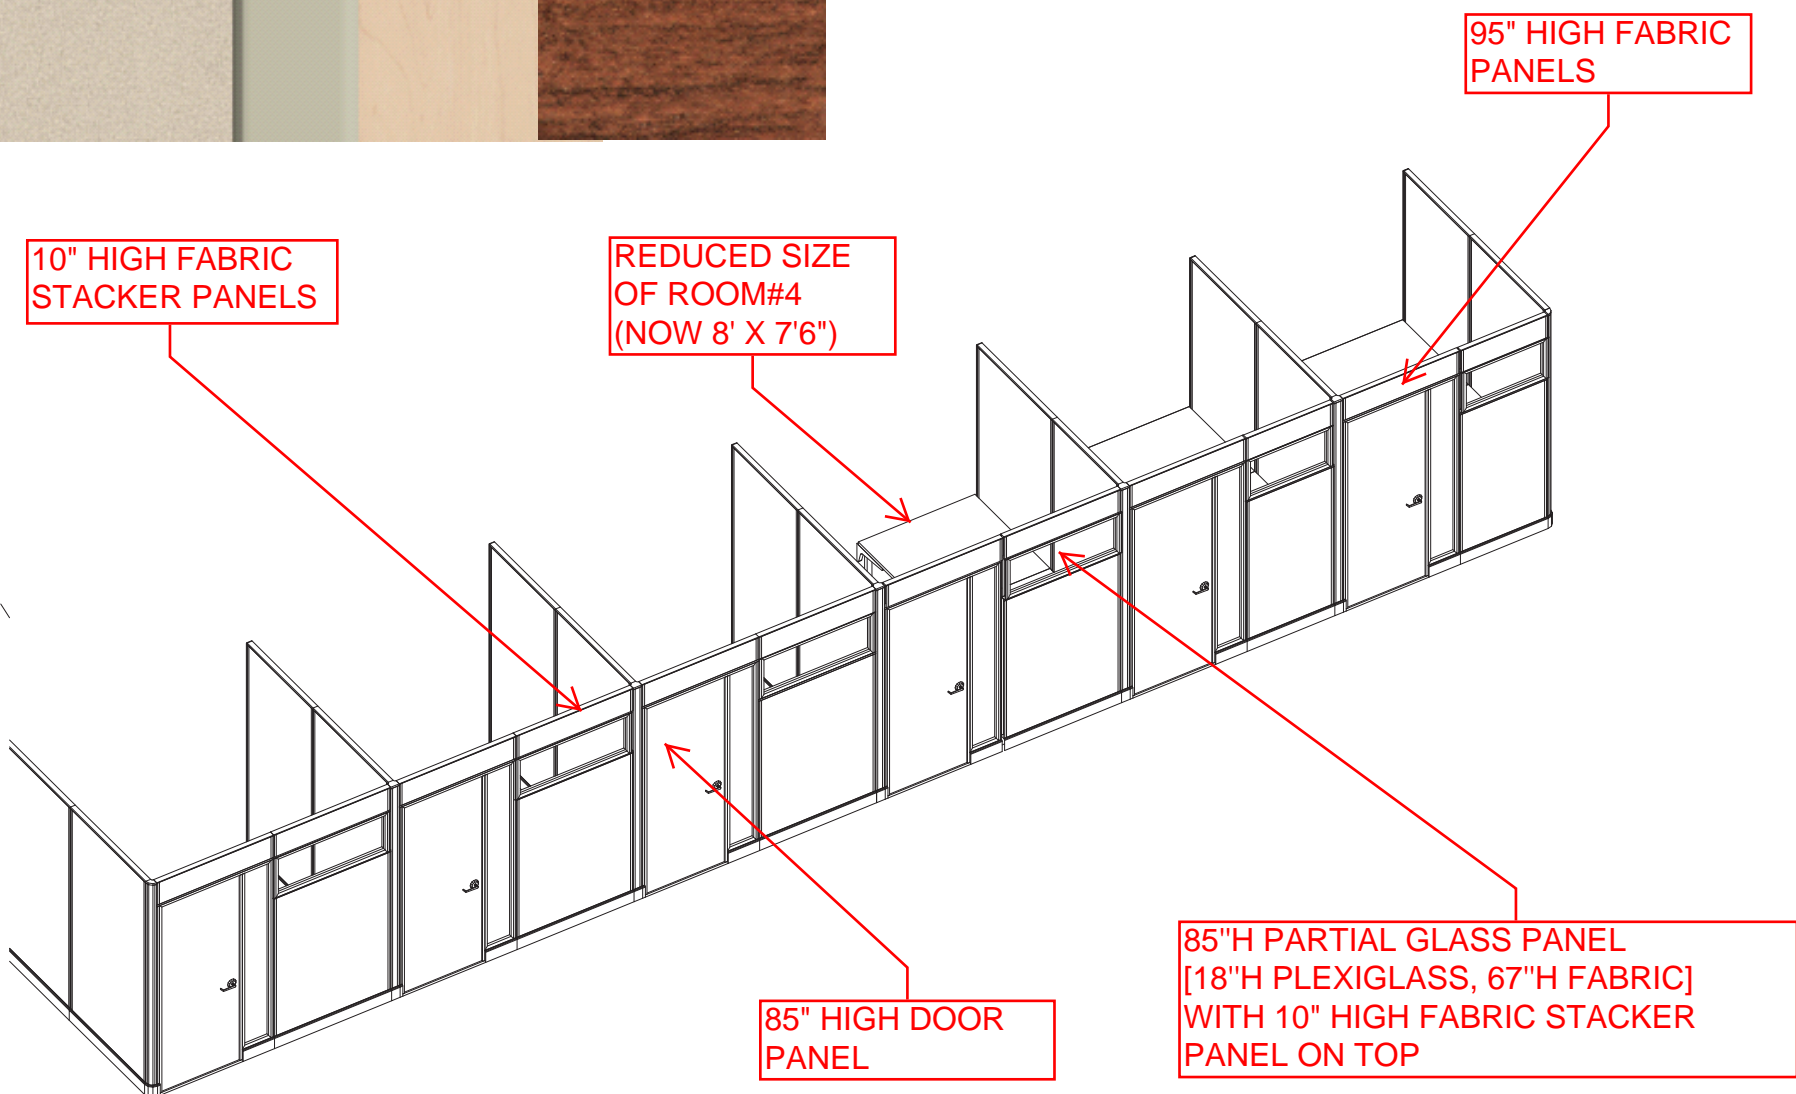 95" HIGH FABRIC
PANELS
10" HIGH FABRIC
STACKER PANELS
REDUCED SIZE
OF ROOM#4
(NOW 8' X 7'6")
85" HIGH DOOR
PANEL
85"H PARTIAL GLASS PANEL
[18"H PLEXIGLASS, 67"H FABRIC]
WITH 10" HIGH FABRIC STACKER
PANEL ON TOP